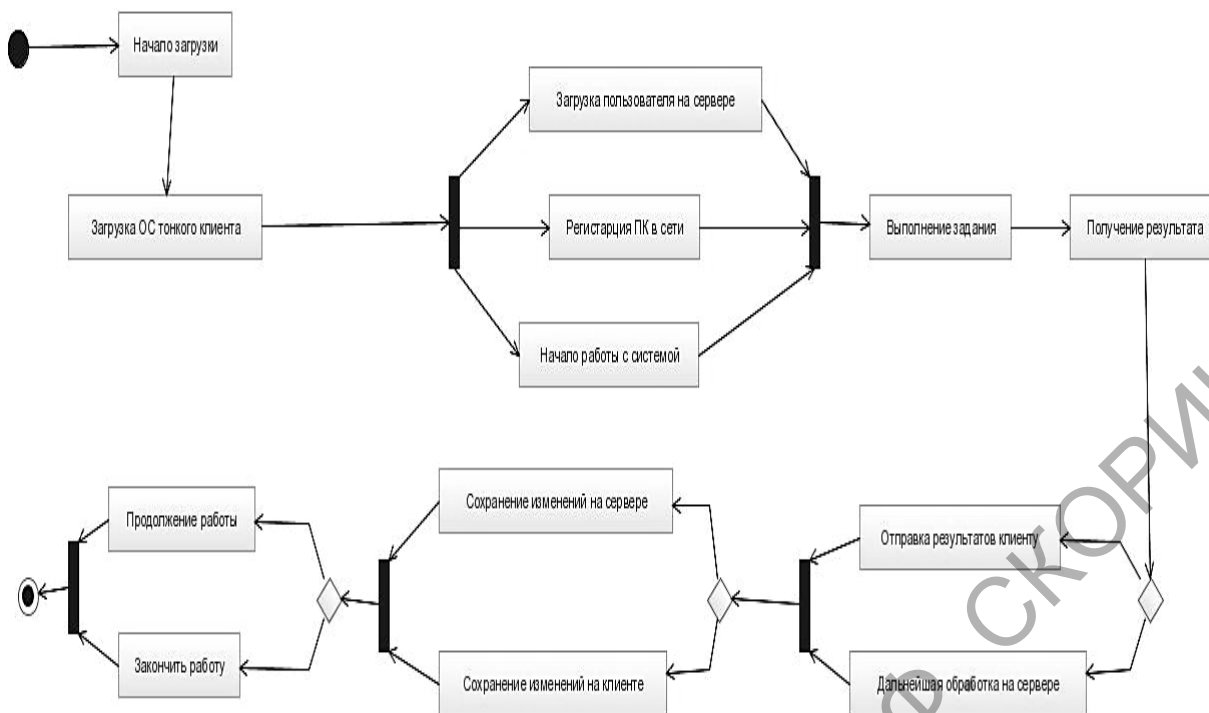 Начало загрузки
Загрузка ОС тонкого клиента
Загрузка пользователя на сервере
Регистарция ПК в сети
Начало работы с системой
Выполнение задания
Получение результата
Отправка результатов клиенту
Дальнейшая обработка на сервере
Сохранение изменений на сервере
Сохранение изменений на клиенте
Продолжение работы
Закончить работу